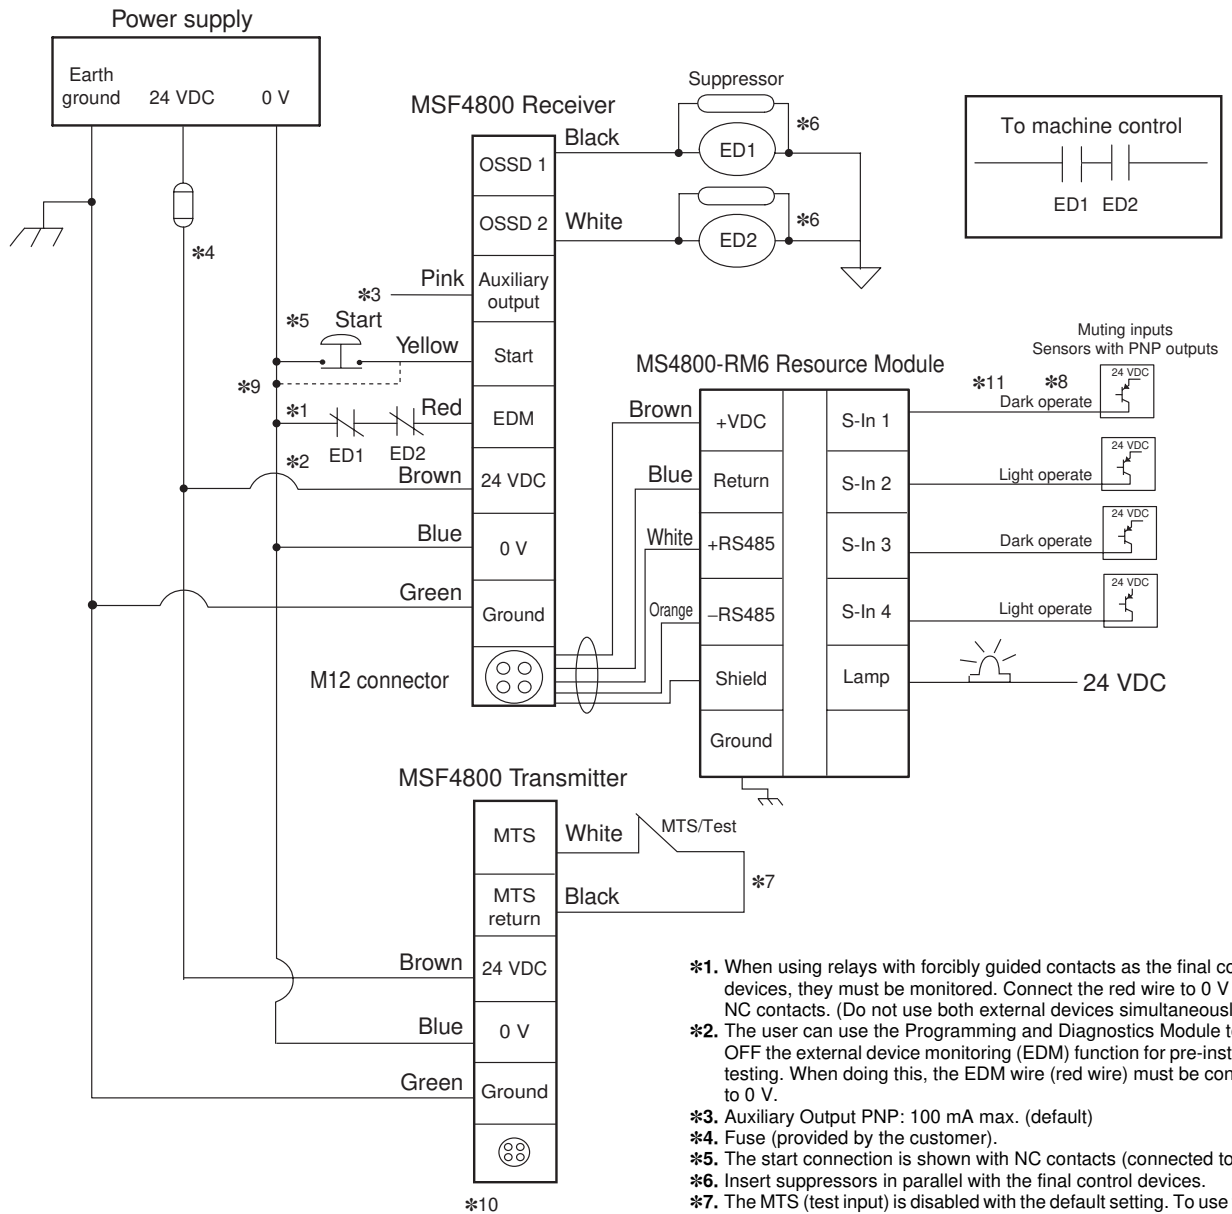 Power supply
Earth
ground 24 VDC 0 V
✽4
MSF4800 Receiver
OSSD 1
Black
OSSD 2
White
Pink
Auxiliary
output
✽3
✽5 Start
Yellow
Start
✽9
✽1
Red
EDM
✽2
ED1 ED2
Brown
24 VDC
Blue
0 V
Green
Ground
M12 connector
Suppressor
ED1
✽6
ED2
✽6
To machine control
ED1 ED2
MS4800-RM6 Resource Module
Brown
+VDC
Blue
Return
White
+RS485
Orange
–RS485
Shield
Ground
S-In 1
S-In 2
S-In 3
S-In 4
Lamp
Muting inputs
Sensors with PNP outputs
✽11 ✽8
Dark operate
24 VDC
Light operate
24 VDC
Dark operate
24 VDC
Light operate
24 VDC
24 VDC
MSF4800 Transmitter
MTS
White
MTS/Test
MTS
return
Black
✽7
Brown
24 VDC
Blue
0 V
Green
Ground
✽10
✽1. When using relays with forcibly guided contacts as the final
devices, they must be monitored. Connect the red wire to 0 V
NC contacts. (Do not use both external devices
✽2. The user can use the Programming and Diagnostics Module
OFF the external device monitoring (EDM) function for
testing. When doing this, the EDM wire (red wire) must be
to 0 V.
✽3. Auxiliary Output PNP: 100 mA max. (default)
✽4. Fuse (provided by the customer).
✽5. The start connection is shown with NC contacts (connected to
✽6. Insert suppressors in parallel with the final control devices.
✽7. The MTS (test input) is disabled with the default setting. To use